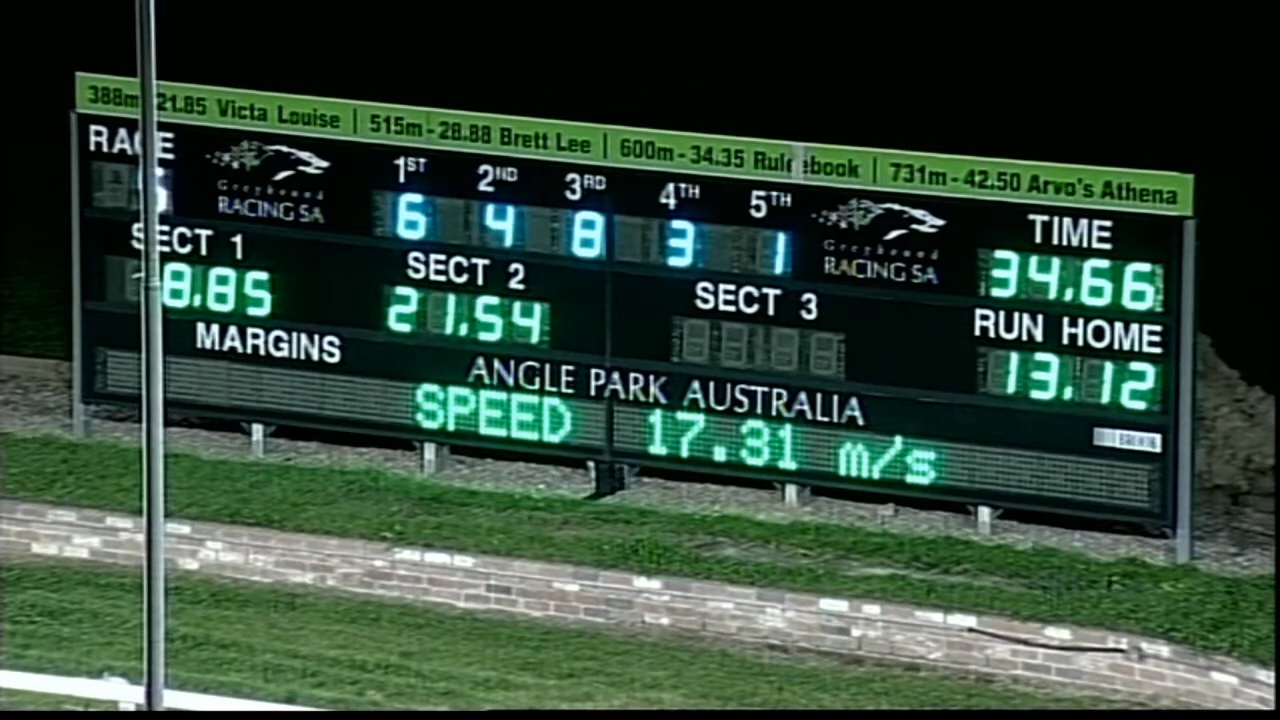 388m-21.85 Victa Louise | 515m-28.88 Brett Lee | 600m-34.35 Rulebook | 731m-42.50 Arvo's Athena
RACE 1ST 2ND 3RD 4TH 5TH TIME
Greyhound RACING SA 6 4 8 3 1 Greyhound RACING SA 34.66
SECT 1 SECT 2 SECT 3 RUN HOME
8.85 21.54 13.12
MARGINS ANGLE PARK AUSTRALIA
SPEED 17.31 m/s